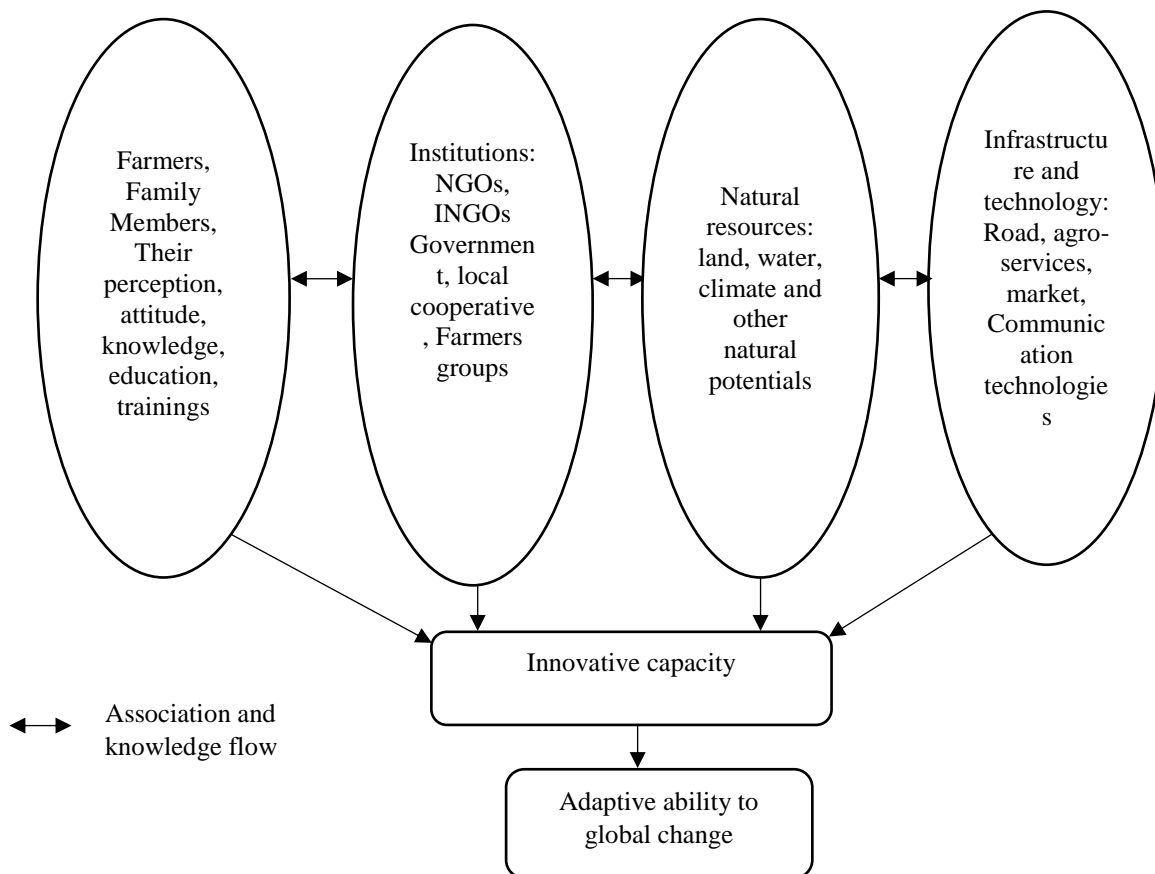 Farmers,
Family
Members,
Their
perception,
attitude,
knowledge,
education,
trainings
Institutions:
NGOs,
INGOs
Governmen
t, local
cooperative
, Farmers
groups
Natural
resources:
land, water,
climate and
other
natural
potentials
Infrastructu
re and
technology:
Road, agro-
services,
market,
Communic
ation
technologie
s
Innovative capacity
Association and
knowledge flow
Adaptive ability to
global change